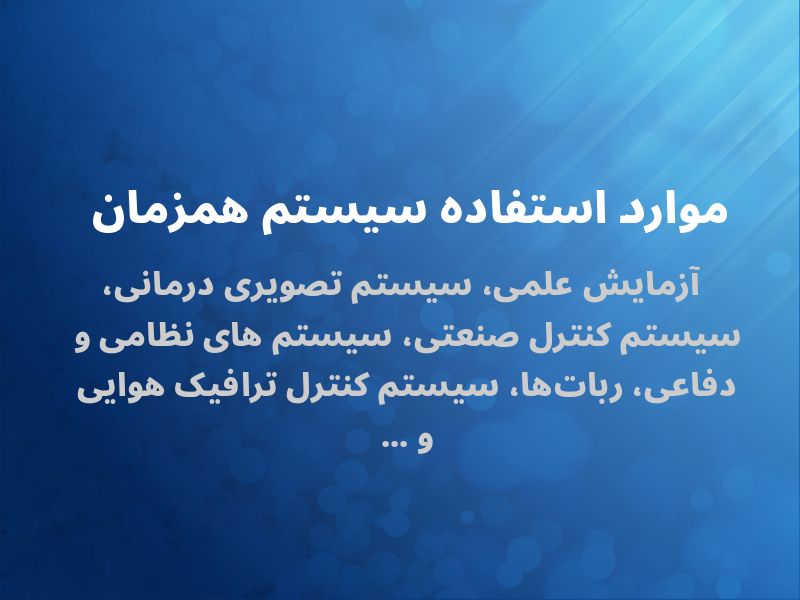 موارد استفاده سیستم همزمان
آزمایش علمی، سیستم تصویری درمانی،
سیستم کنترل صنعتی، سیستم های نظامی و
دفاعی، ربات‌ها، سیستم کنترل ترافیک هوایی
و ...